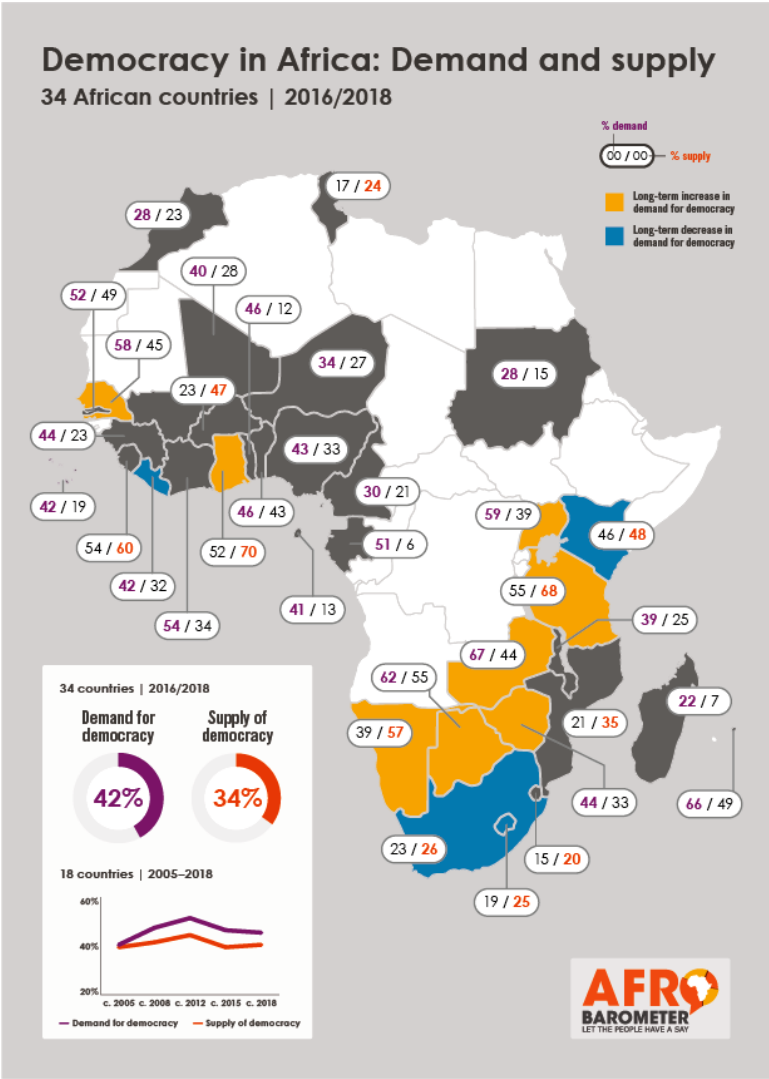 Democracy in Africa: Demand and supply
34 African countries | 2016/2018
% demand
00 / 00
% supply
Long-term increase in
demand for democracy
Long-term decrease in
demand for democracy
17 / 24
28 / 23
40 / 28
52 / 49
46 / 12
58 / 45
34 / 27
28 / 15
23 / 47
44 / 23
43 / 33
30 / 21
42 / 19
46 / 43
59 / 39
46 / 48
54 / 60
52 / 70
51 / 6
42 / 32
55 / 68
41 / 13
39 / 25
54 / 34
67 / 44
62 / 55
22 / 7
39 / 57
21 / 35
44 / 33
66 / 49
23 / 26
15 / 20
19 / 25
34 countries | 2016/2018
Demand for
democracy
Supply of
democracy
42%
34%
18 countries | 2005–2018
60%
40%
20%
c. 2005 c. 2008 c. 2012 c. 2015 c. 2018
Demand for democracy
Supply of democracy
AFRO
BAROMETER
LET THE PEOPLE HAVE A SAY